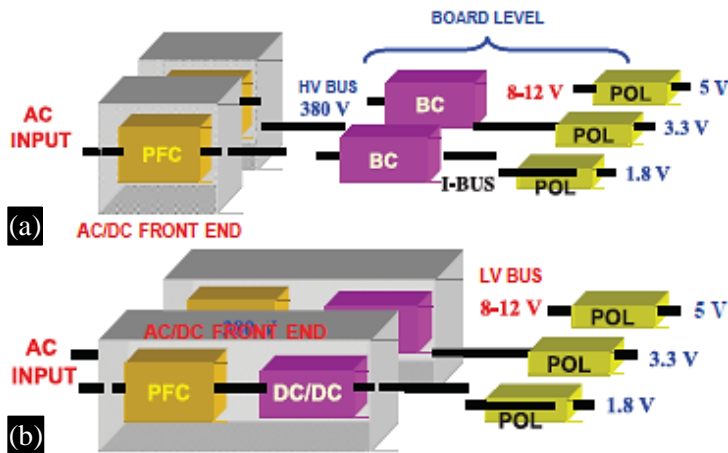 BOARD LEVEL
HV BUS
380 V
BC
8-12 V
POL
5 V
AC
INPUT
PFC
BC
POL
3.3 V
I-BUS
POL
1.8 V
(a)
AC/DC FRONT END
LV BUS
8-12 V
POL
5 V
AC/DC FRONT END
AC
INPUT
PFC
DC/DC
POL
3.3 V
POL
1.8 V
(b)